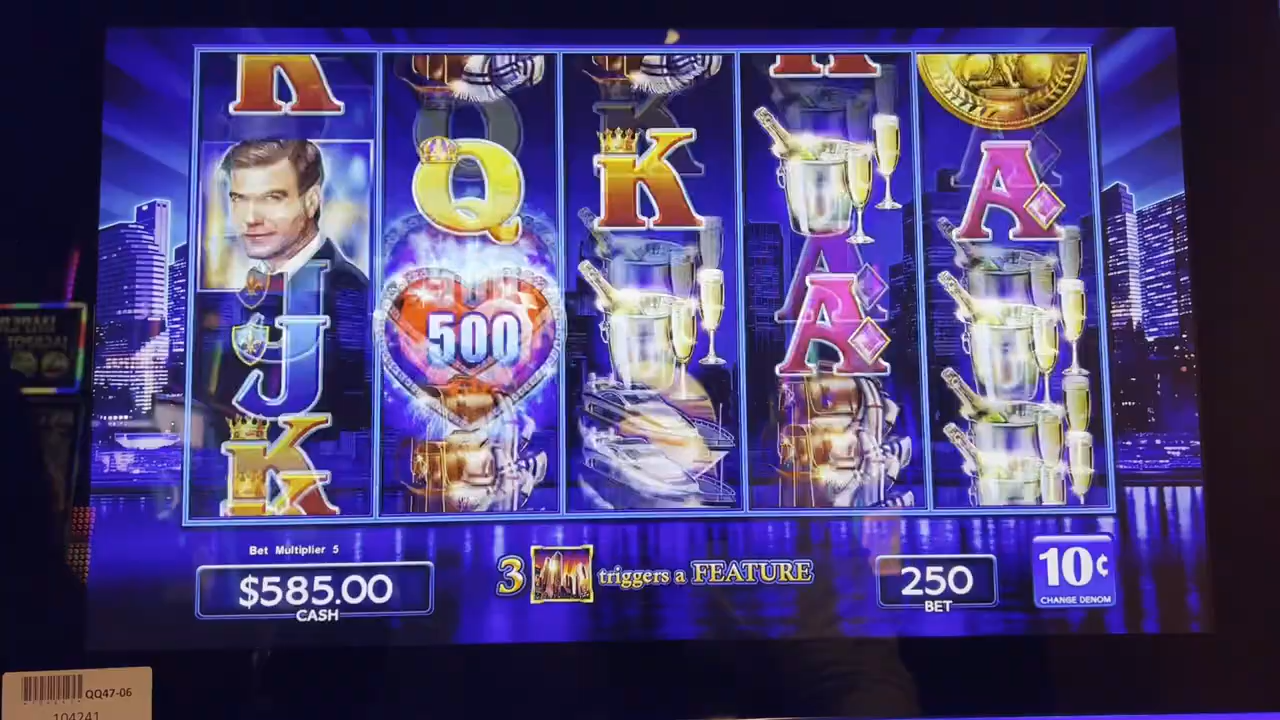 K
Q
K
A
500
J
A
K
Bet Multiplier 5
$585.00
CASH
3 triggers a FEATURE
250
BET
10¢
CHANGE DENOM
QQ47-06
104241